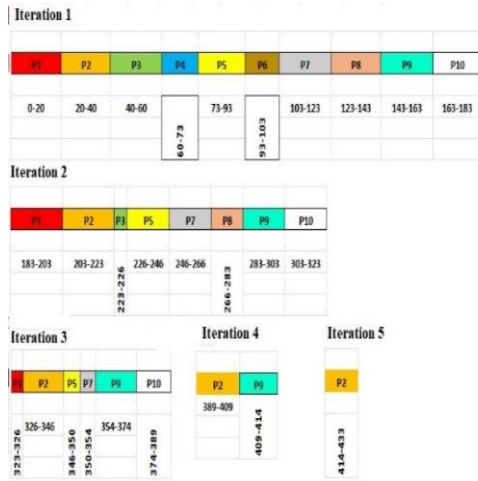 Iteration 1
P1 P2 P3 P4 P5 P6 P7 P8 P9 P10
0-20 20-40 40-60 60-73 73-93 93-103 103-123 123-143 143-163 163-183
Iteration 2
P1 P2 P3 P5 P7 P8 P9 P10
183-203 203-223 223-226 226-246 246-266 266-283 283-303 303-323
Iteration 3 Iteration 4 Iteration 5
P1 P2 P5 P7 P9 P10 P2 P9 P2
323-326 326-346 346-350 350-354 354-374 374-389 389-409 409-414 414-433